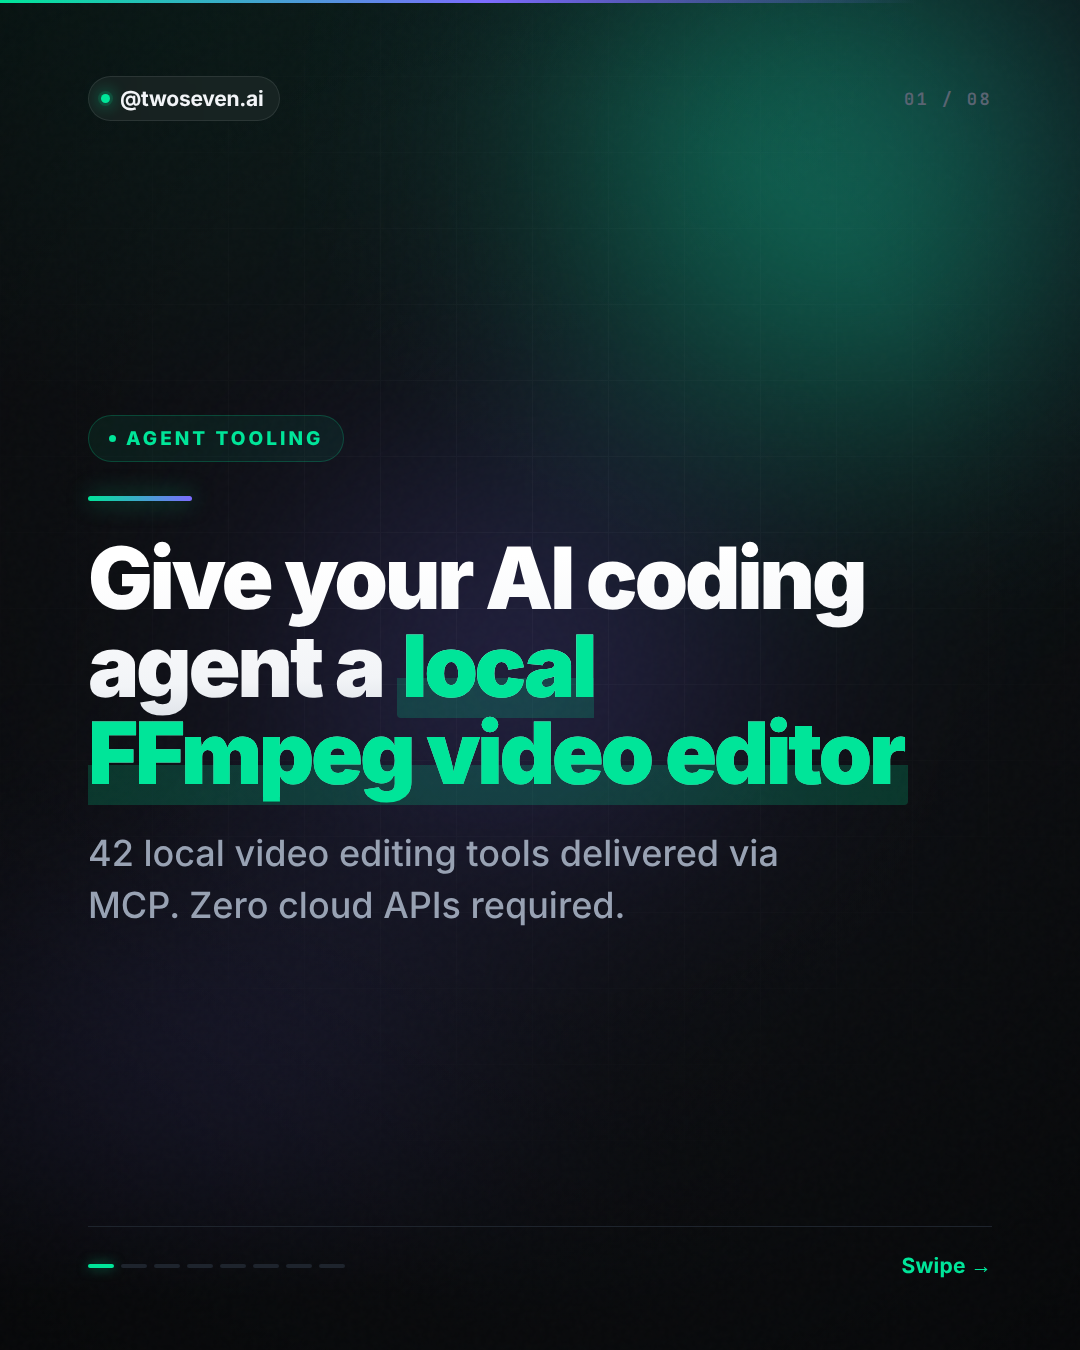 @twoseven.ai
01 / 08
AGENT TOOLING
Give your AI coding
agent a local
FFmpeg video editor
42 local video editing tools delivered via
MCP. Zero cloud APIs required.
Swipe →